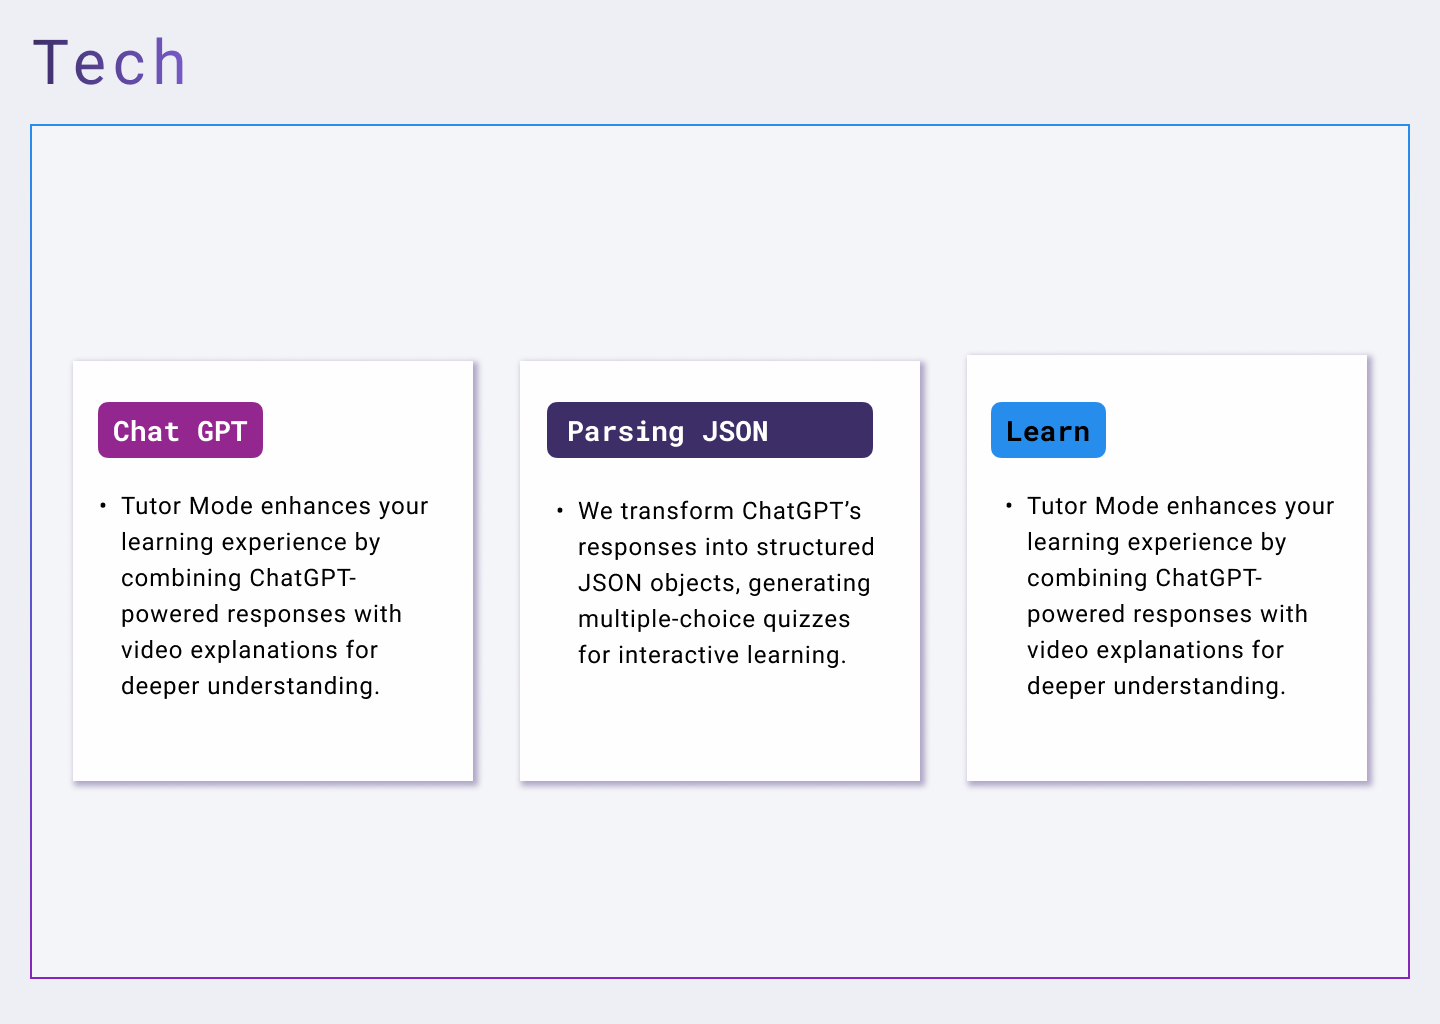 Tech
Chat GPT
• Tutor Mode enhances your
learning experience by
combining ChatGPT-
powered responses with
video explanations for
deeper understanding.
Parsing JSON
• We transform ChatGPT’s
responses into structured
JSON objects, generating
multiple-choice quizzes
for interactive learning.
Learn
• Tutor Mode enhances your
learning experience by
combining ChatGPT-
powered responses with
video explanations for
deeper understanding.